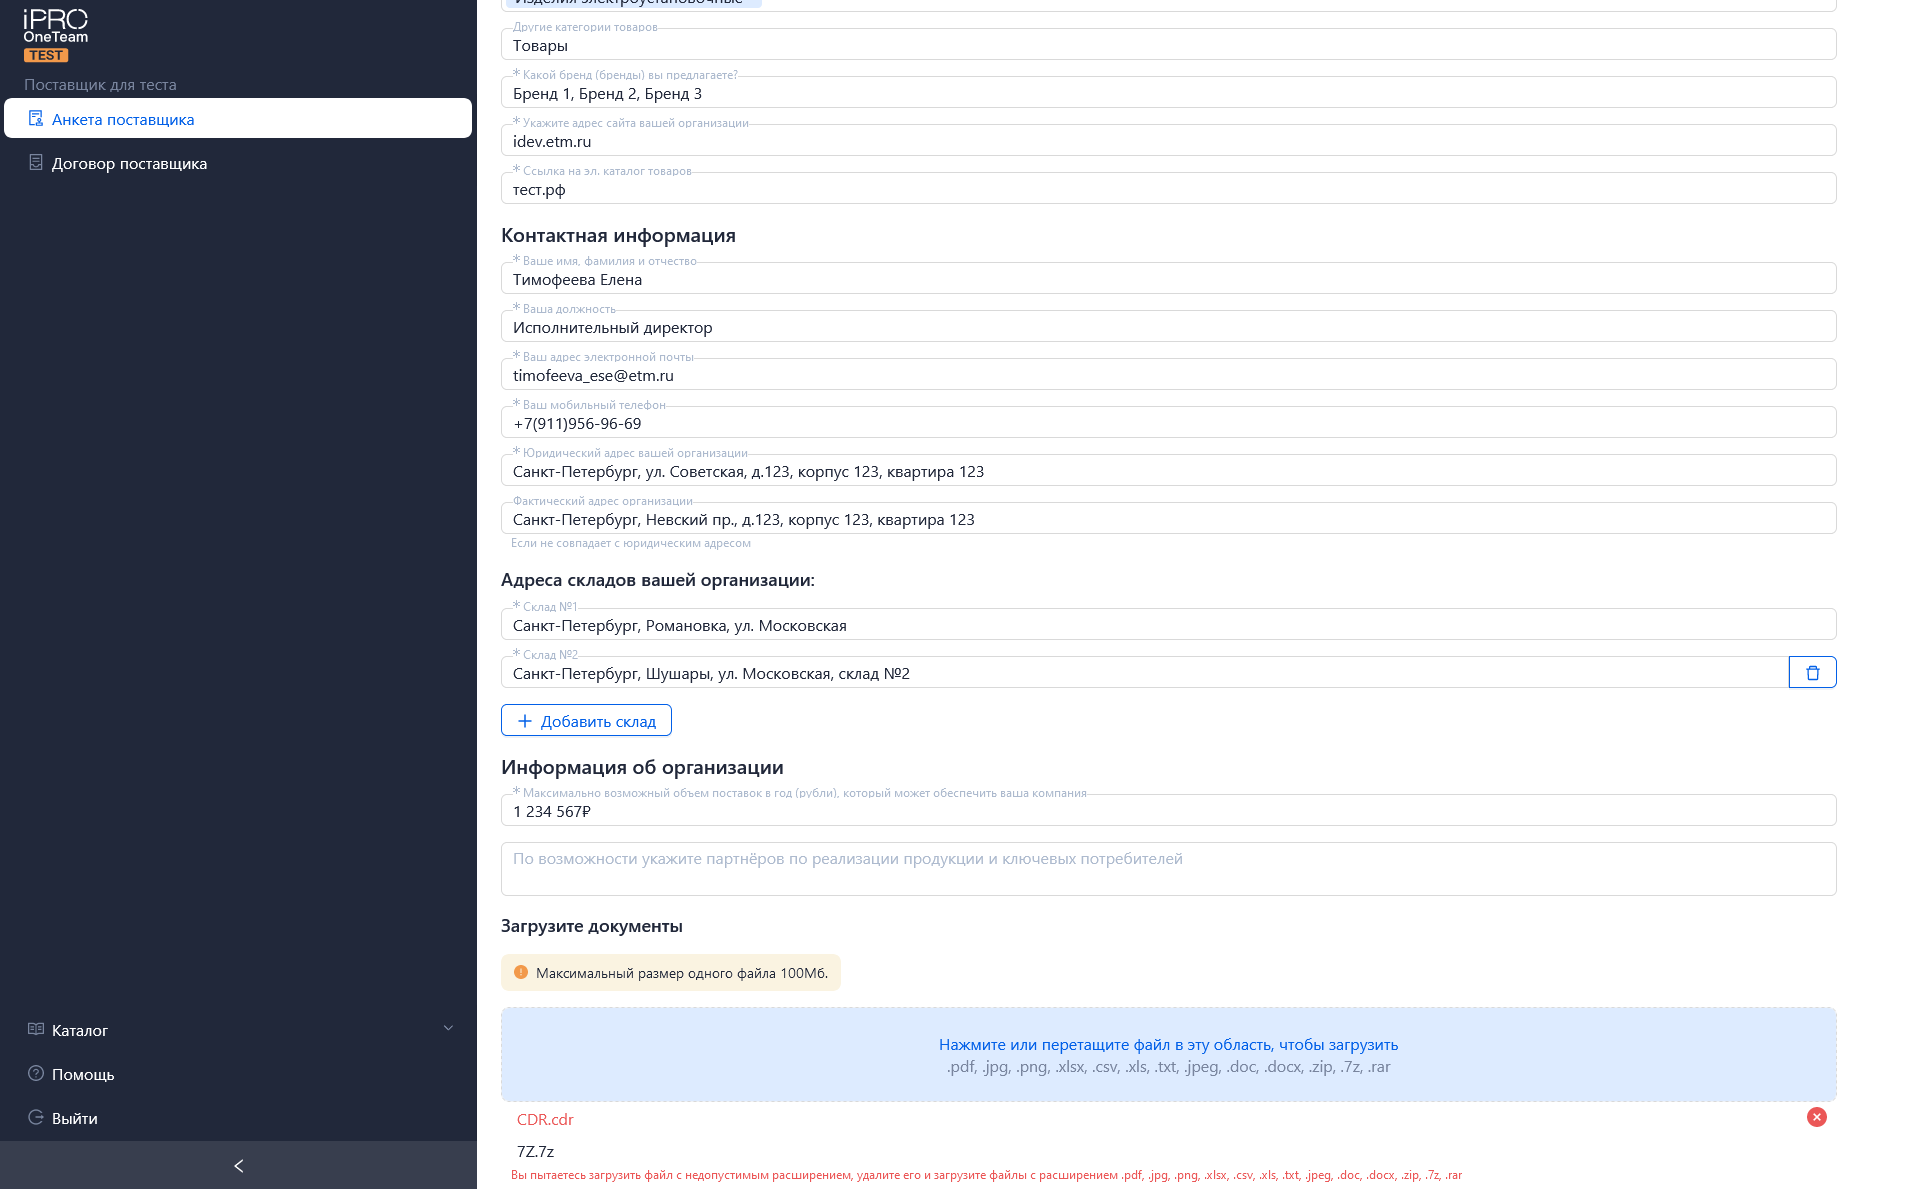 iPRO
OneTeam
TEST
Поставщик для теста
Анкета поставщика
Договор поставщика
Каталог
Помощь
Выйти
Изделия электроустановочные
Другие категории товаров
Товары
* Какой бренд (бренды) вы предлагаете?
Бренд 1, Бренд 2, Бренд 3
* Укажите адрес сайта вашей организации
idev.etm.ru
* Ссылка на эл. каталог товаров
тест.рф
Контактная информация
* Ваше имя, фамилия и отчество
Тимофеева Елена
* Ваша должность
Исполнительный директор
* Ваш адрес электронной почты
timofeeva_ese@etm.ru
* Ваш мобильный телефон
+7(911)956-96-69
* Юридический адрес вашей организации
Санкт-Петербург, ул. Советская, д.123, корпус 123, квартира 123
Фактический адрес организации
Санкт-Петербург, Невский пр., д.123, корпус 123, квартира 123
Если не совпадает с юридическим адресом
Адреса складов вашей организации:
* Склад №1
Санкт-Петербург, Романовка, ул. Московская
* Склад №2
Санкт-Петербург, Шушары, ул. Московская, склад №2
+ Добавить склад
Информация об организации
* Максимально возможный объем поставок в год (рубли), который может обеспечить ваша компания
1 234 567₽
По возможности укажите партнёров по реализации продукции и ключевых потребителей
Загрузите документы
Максимальный размер одного файла 100Мб.
Нажмите или перетащите файл в эту область, чтобы загрузить
.pdf, .jpg, .png, .xlsx, .csv, .xls, .txt, .jpeg, .doc, .docx, .zip, .7z, .rar
CDR.cdr
7Z.7z
Вы пытаетесь загрузить файл с недопустимым расширением, удалите его и загрузите файлы с расширением .pdf, .jpg, .png, .xlsx, .csv, .xls, .txt, .jpeg, .doc, .docx, .zip, .7z, .rar